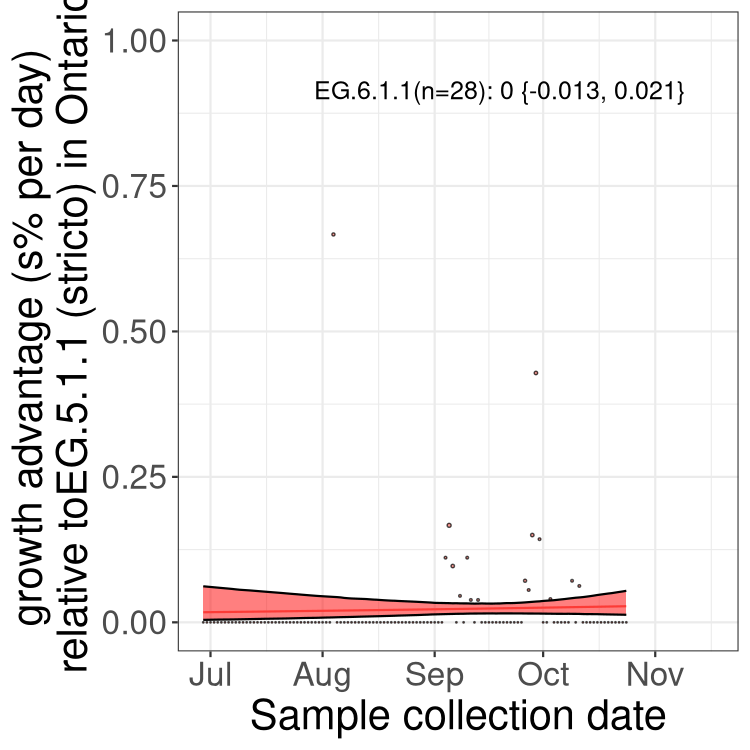 growth advantage (s% per day)
relative toEG.5.1.1 (stricto) in Ontario
1.00
0.75
0.50
0.25
0.00
EG.6.1.1(n=28): 0 {-0.013, 0.021}
Jul Aug Sep Oct Nov
Sample collection date